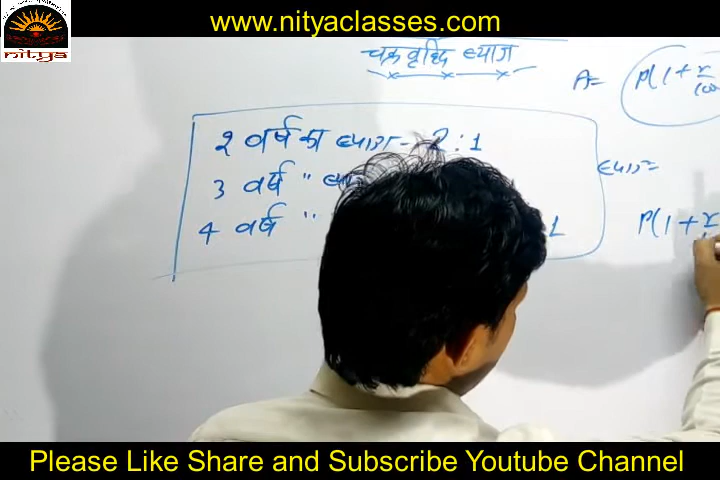 www.nityaclasses.com
nitya
चक्रवृद्धि ब्याज
A= P(1+r/100
2 वर्ष का ब्याज - 2:1
ब्याज=
3 वर्ष "
4 वर्ष " 1
P(1+r
Please Like Share and Subscribe Youtube Channel